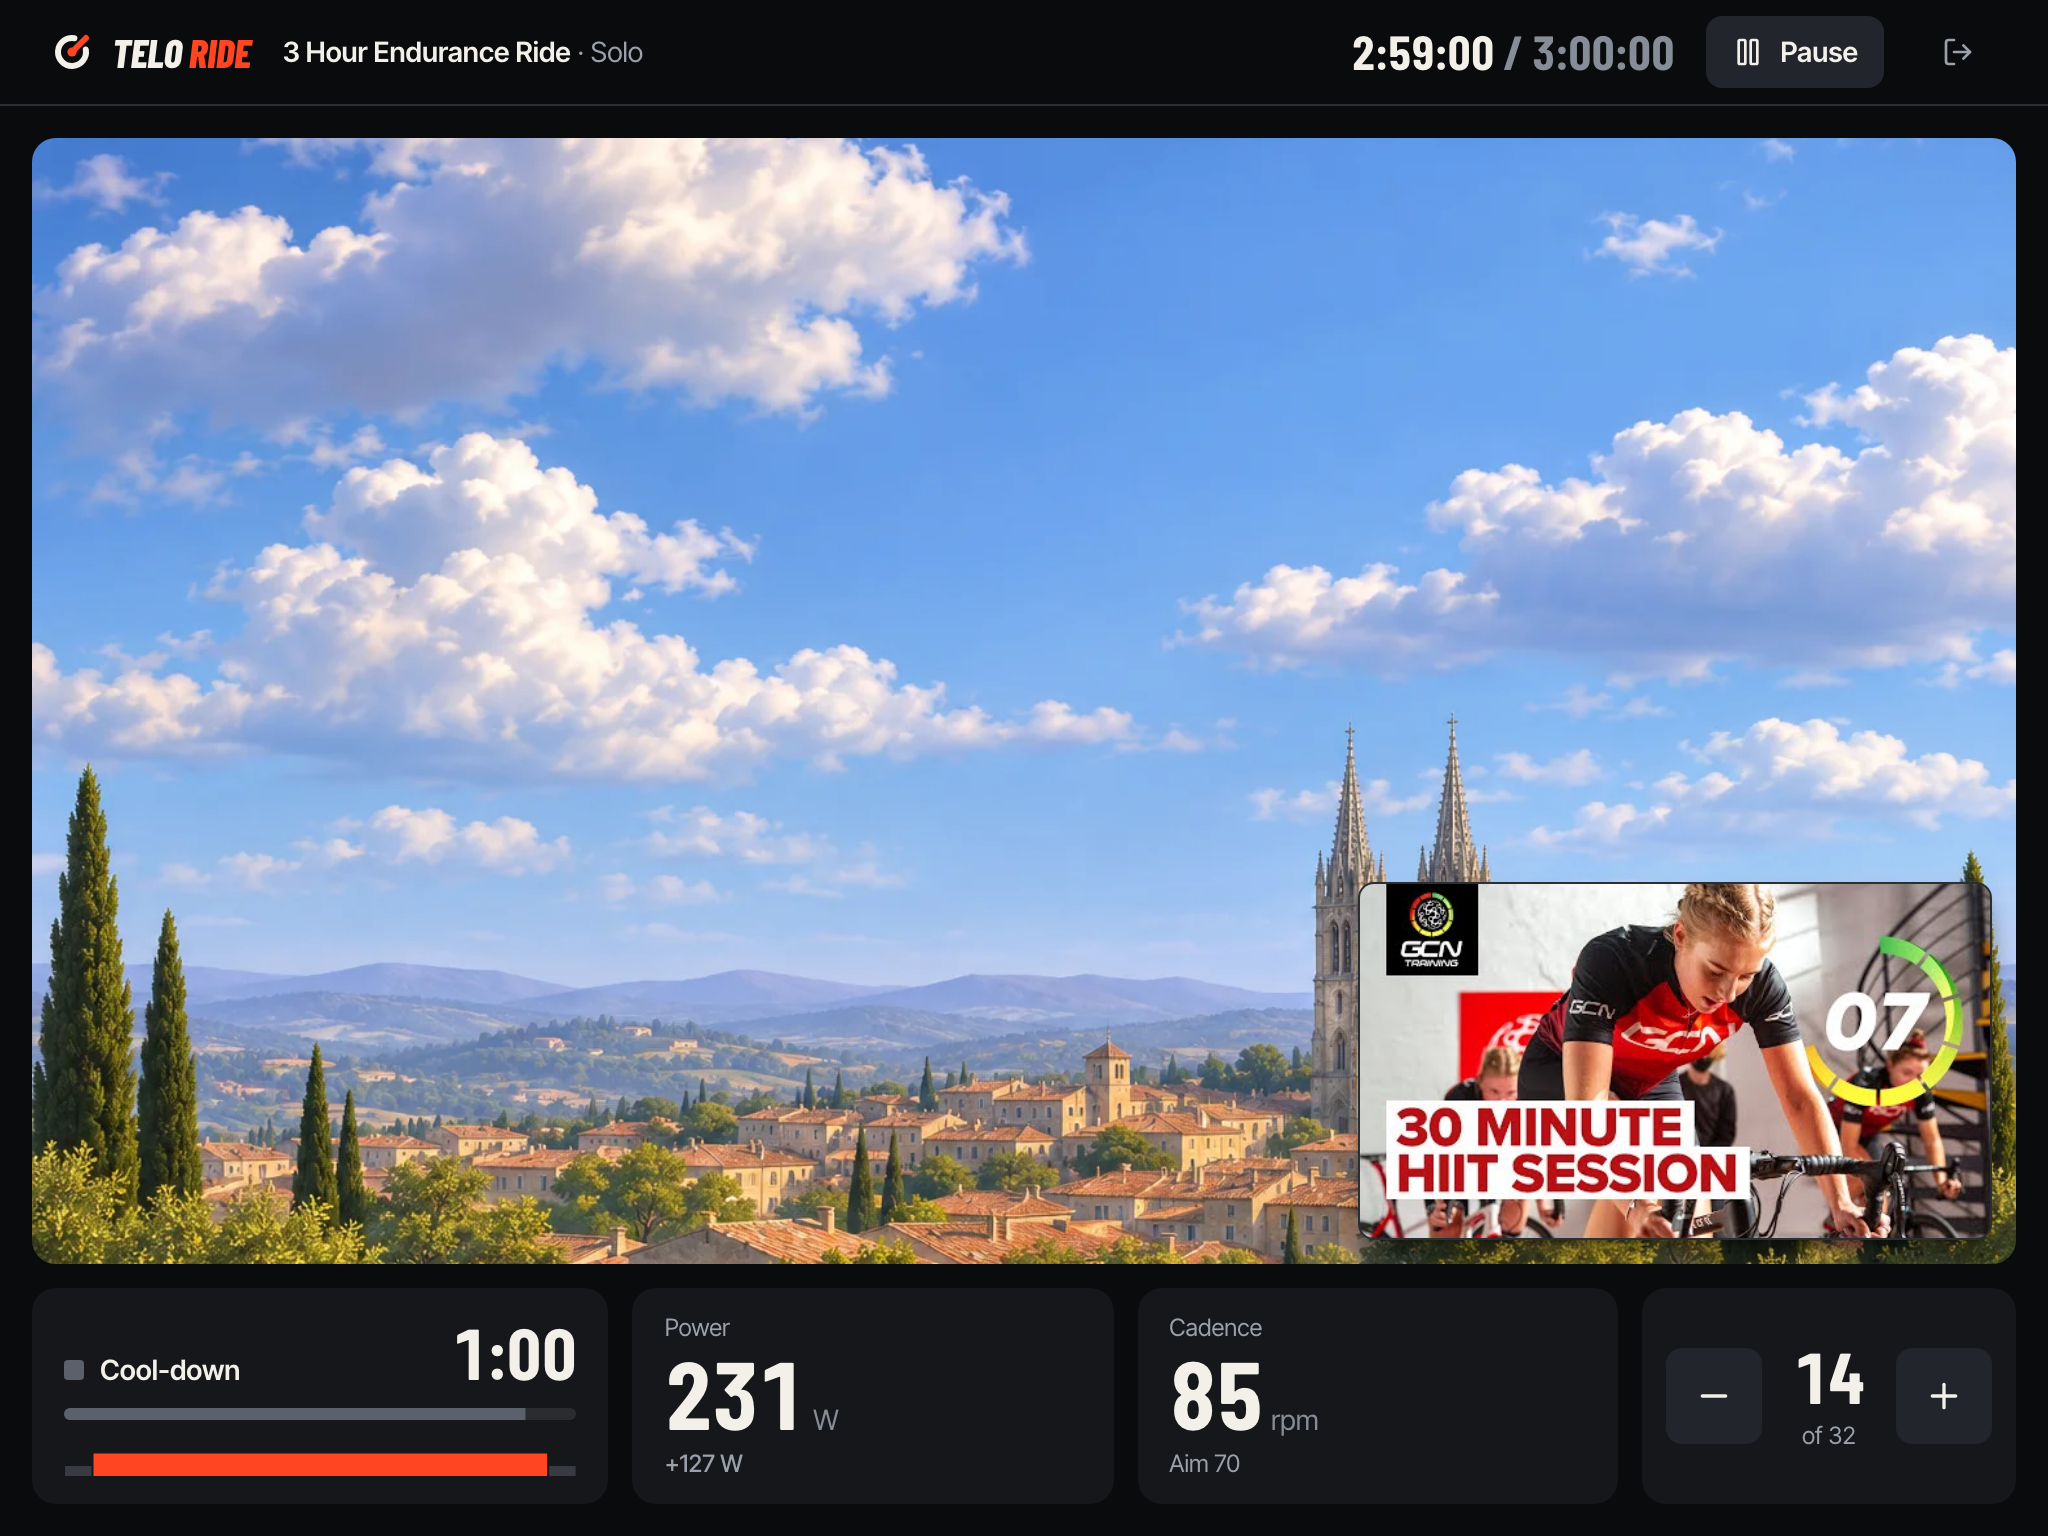 TELO RIDE 3 Hour Endurance Ride · Solo 2:59:00 / 3:00:00 Pause
GCN
TRAINING
GCN
GCN
07
30 MINUTE
HIIT SESSION
Cool-down 1:00
Power
231 W
+127 W
Cadence
85 rpm
Aim 70
14
of 32